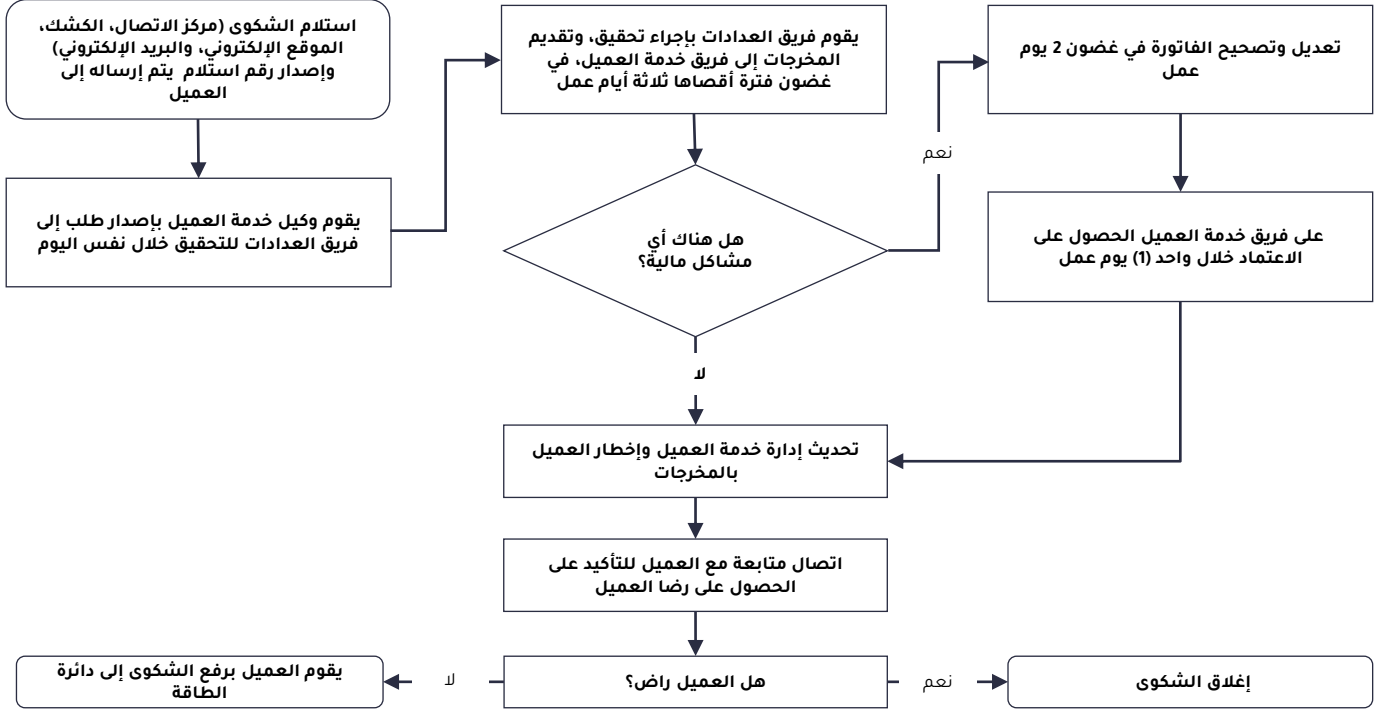 استلام الشكوى (مركز الاتصال، الكشك،
الموقع الإلكتروني، والبريد الإلكتروني)
وإصدار رقم استلام يتم إرساله إلى
العميل
يقوم وكيل خدمة العميل بإصدار طلب إلى
فريق العدادات للتحقيق خلال نفس اليوم
يقوم فريق العدادات بإجراء تحقيق، وتقديم
المخرجات إلى فريق خدمة العميل، في
غضون فترة أقصاها ثلاثة أيام عمل
هل هناك أي
مشاكل مالية؟
نعم
تعديل وتصحيح الفاتورة في غضون 2 يوم
عمل
على فريق خدمة العميل الحصول على
الاعتماد خلال واحد (1) يوم عمل
لا
تحديث إدارة خدمة العميل وإخطار العميل
بالمخرجات
اتصال متابعة مع العميل للتأكيد على
الحصول على رضا العميل
هل العميل راض؟
نعم
إغلاق الشكوى
لا
يقوم العميل برفع الشكوى إلى دائرة
الطاقة